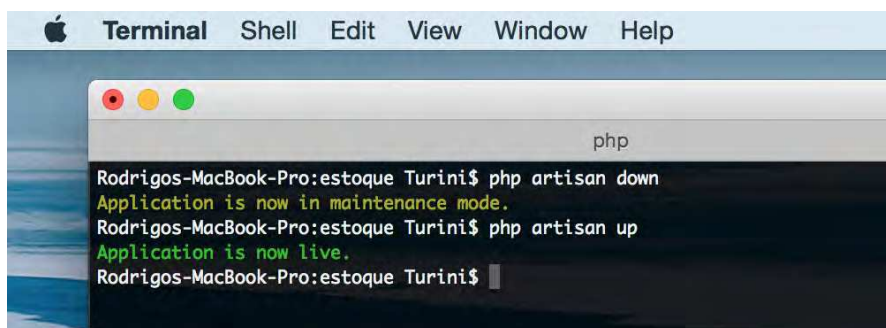 Terminal Shell Edit View Window Help
php
Rodrigos-MacBook-Pro:estoque Turini$ php artisan down
Application is now in maintenance mode.
Rodrigos-MacBook-Pro:estoque Turini$ php artisan up
Application is now live.
Rodrigos-MacBook-Pro:estoque Turini$